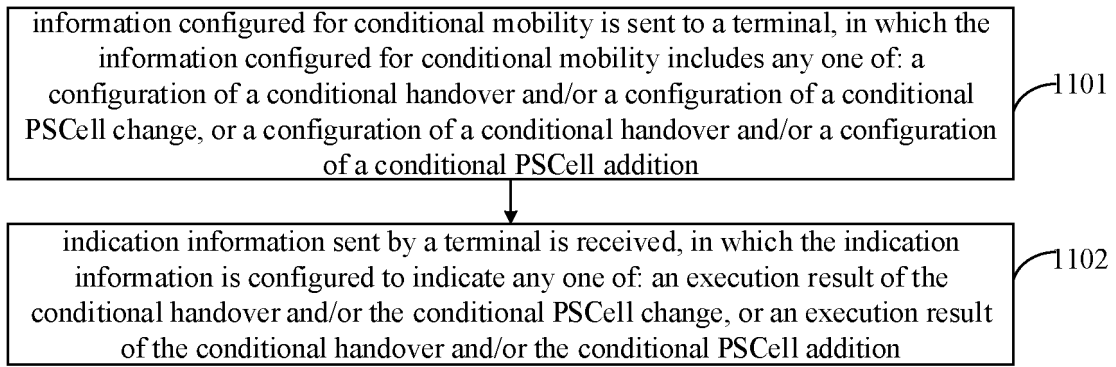 information configured for conditional mobility is sent to a terminal, in which the
information configured for conditional mobility includes any one of: a
configuration of a conditional handover and/or a configuration of a conditional
PSCell change, or a configuration of a conditional handover and/or a configuration
of a conditional PSCell addition
1101
indication information sent by a terminal is received, in which the indication
information is configured to indicate any one of: an execution result of the
conditional handover and/or the conditional PSCell change, or an execution result
of the conditional handover and/or the conditional PSCell addition
1102